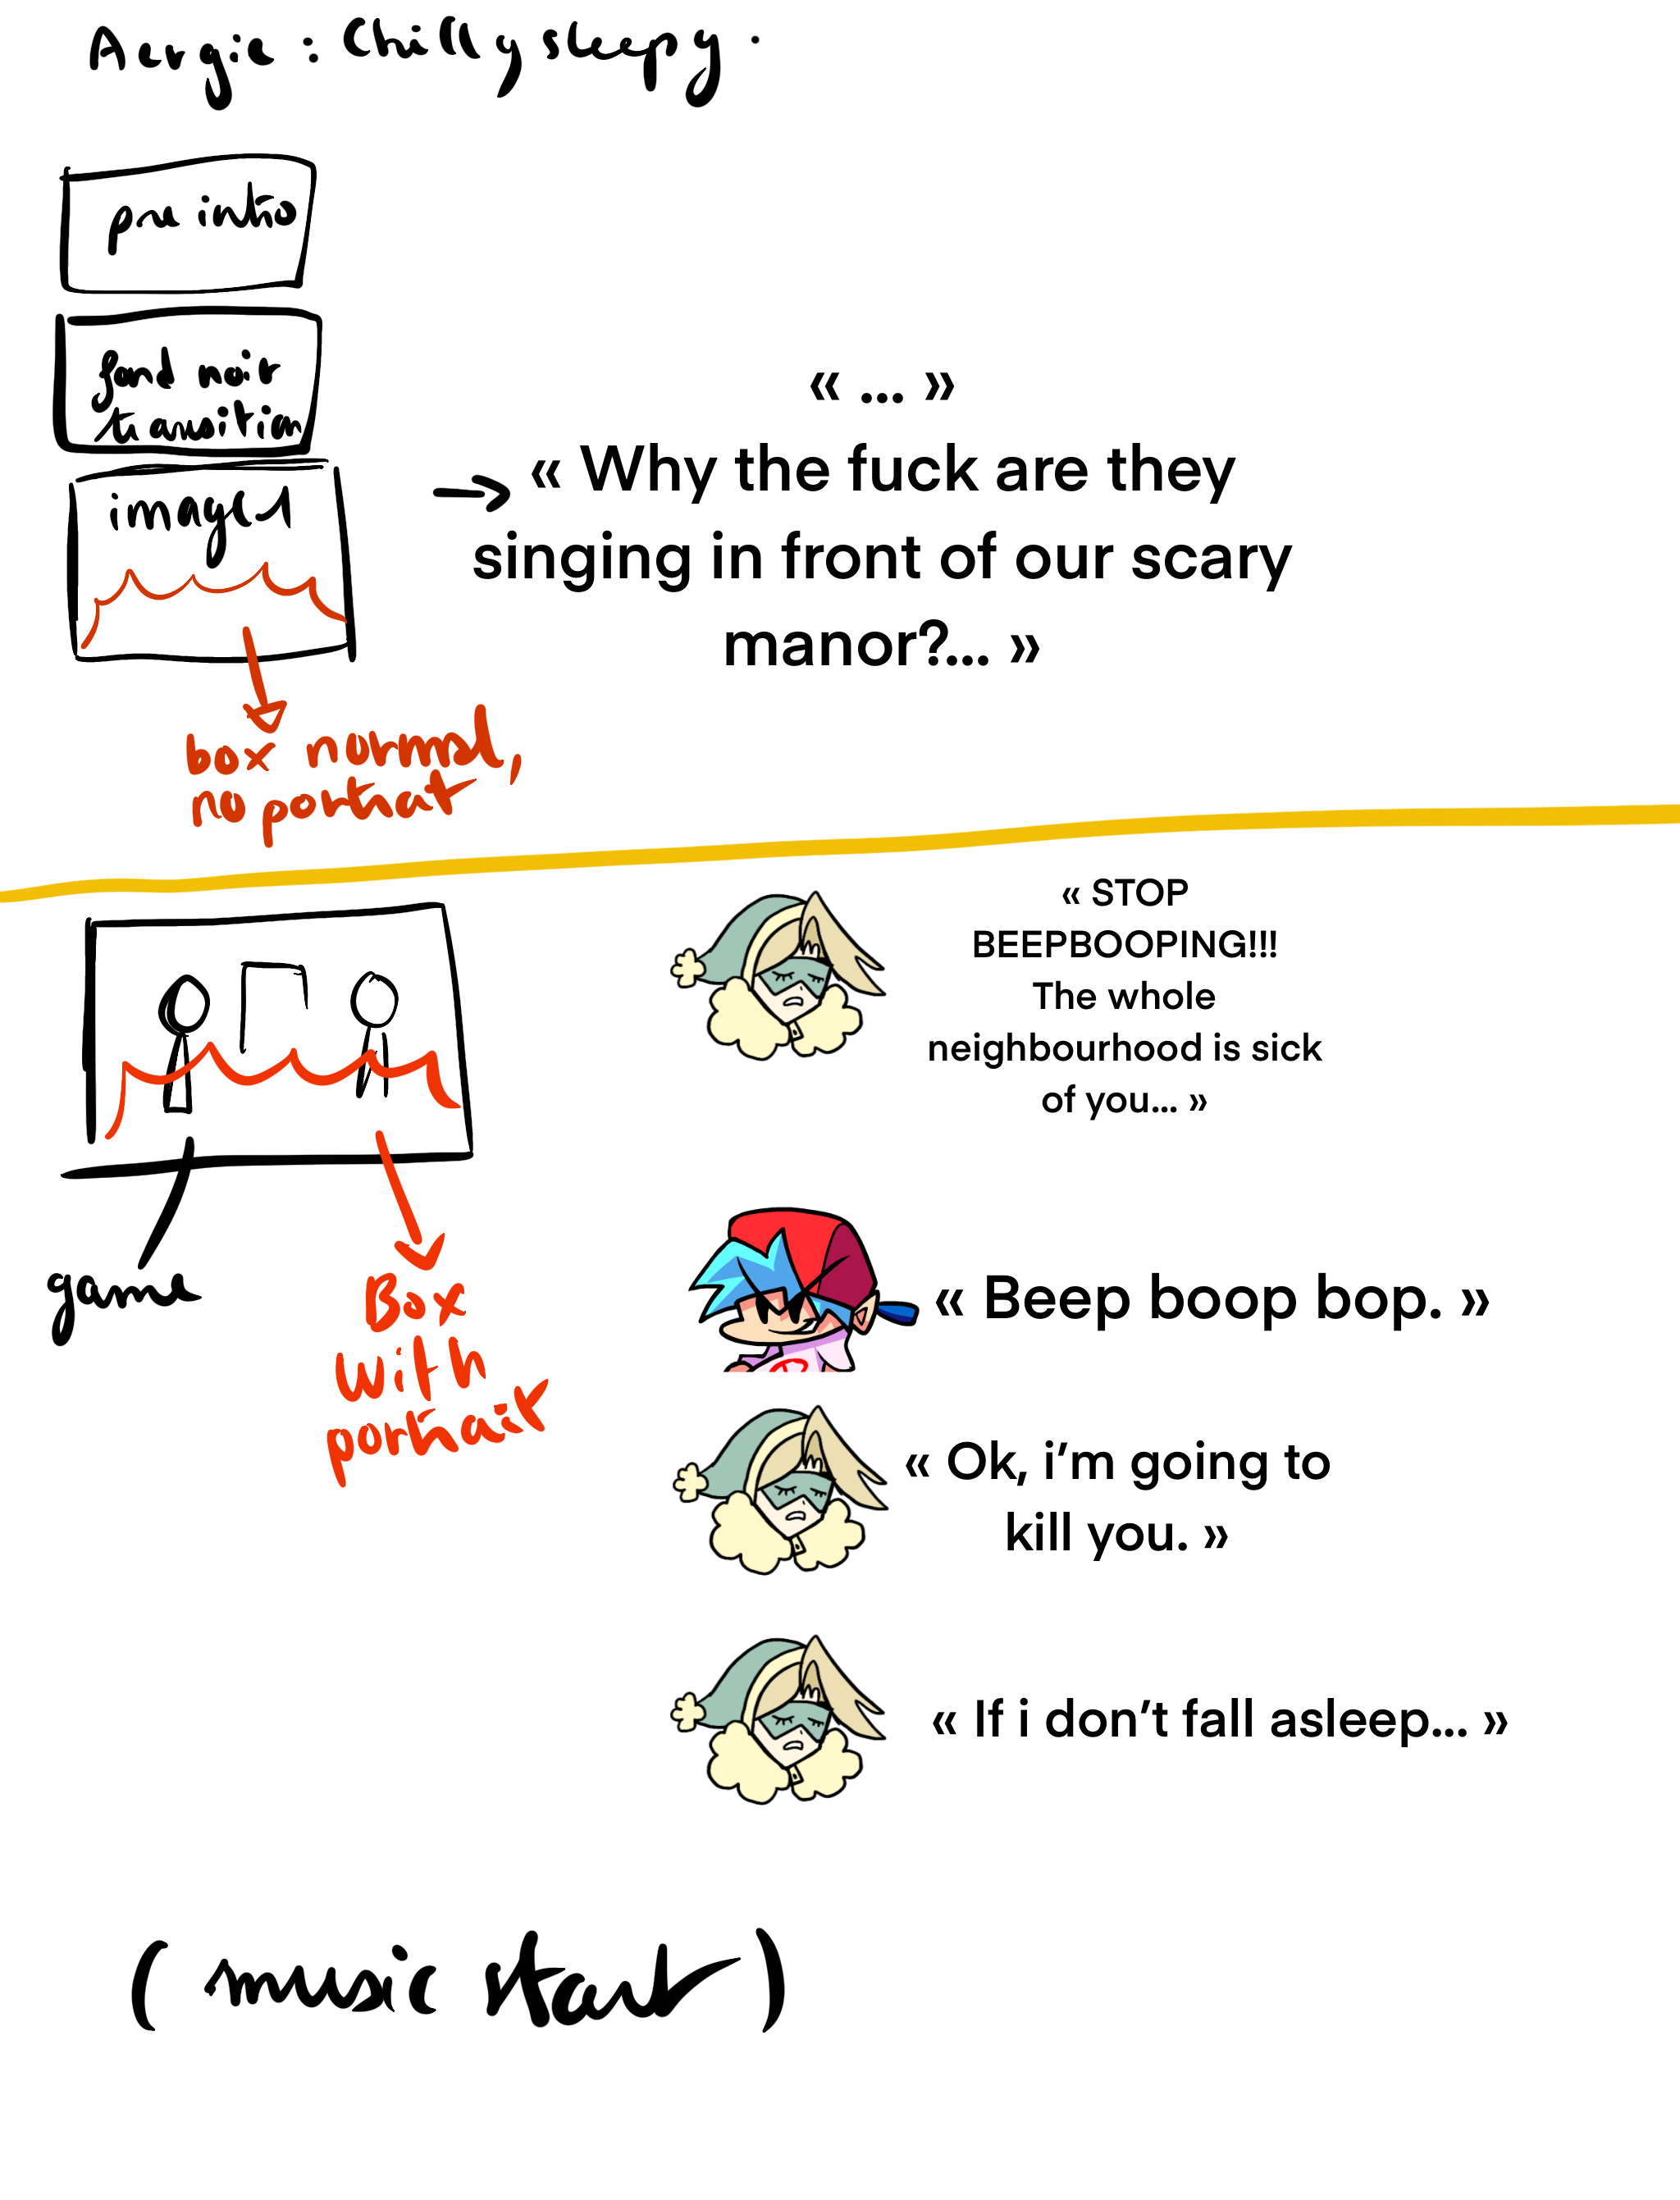 Aergie : Chilly sleepy.
pre intro
fond noir
transition
image 1
« ... »
« Why the fuck are they
singing in front of our scary
manor?... »
box normal,
no portrait
« STOP
BEEPBOOPING!!!
The whole
neighbourhood is sick
of you... »
game
Box
with
portrait
« Beep boop bop. »
« Ok, i’m going to
kill you. »
« If i don’t fall asleep... »
( music start )